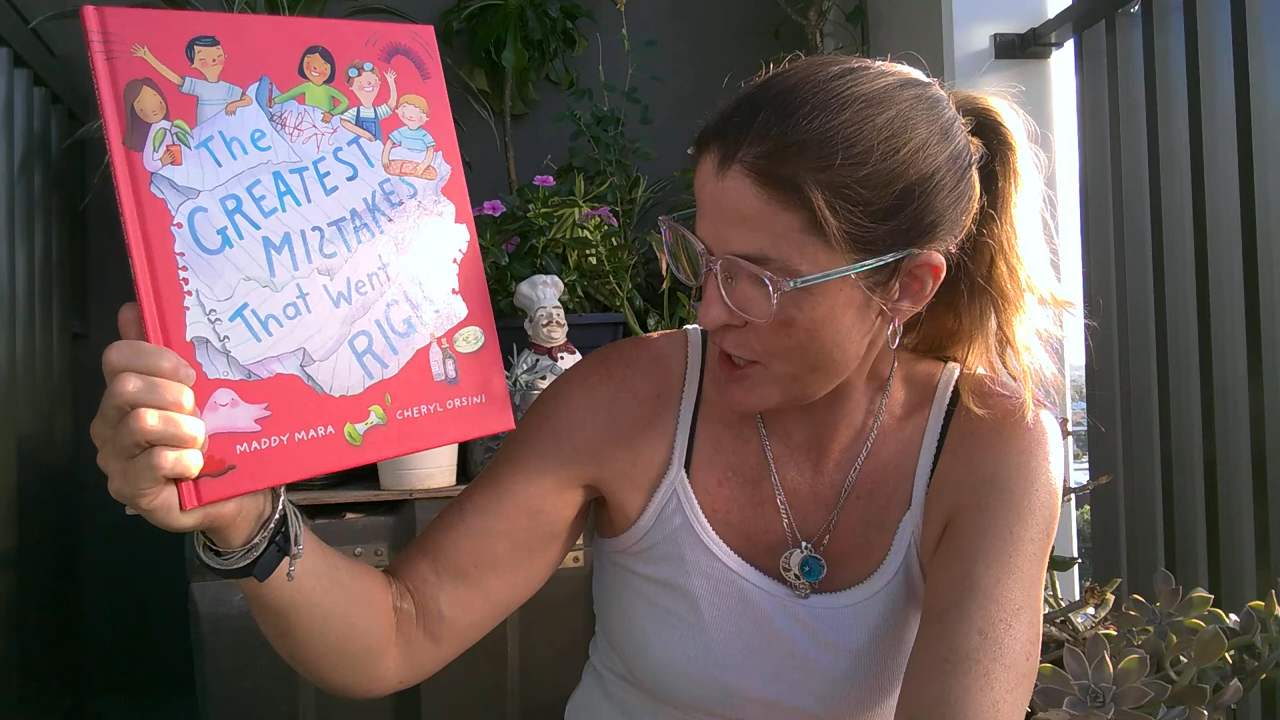 The
GREATEST
MISTAKES
That Went
RIGHT
MADDY MARA
CHERYL ORSINI